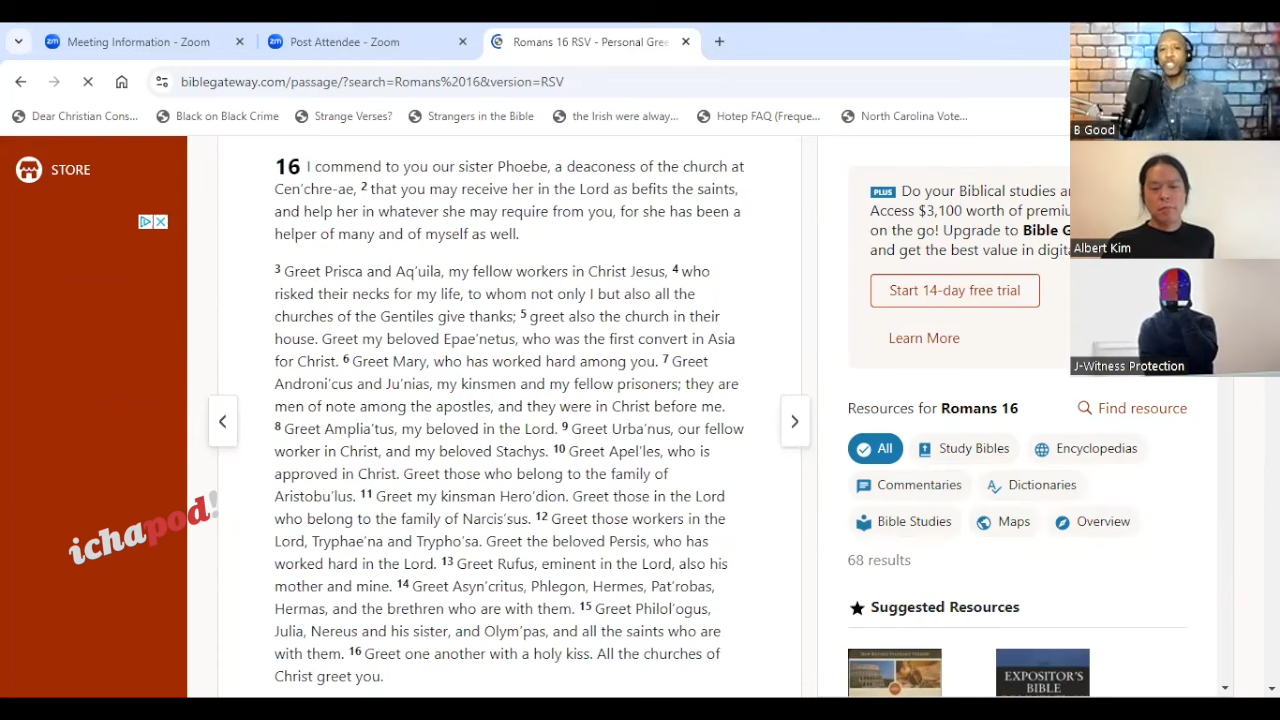 Meeting Information - Zoom
Post Attendee - Zoom
Romans 16 RSV - Personal Gree
biblegateway.com/passage/?search=Romans%2016&version=RSV
Dear Christian Cons...
Black on Black Crime
Strange Verses?
Strangers in the Bible
the Irish were alway...
Hotep FAQ (Freque...
North Carolina Vote...
B Good
Albert Kim
J-Witness Protection
STORE
ichapod!
16 I commend to you our sister Phoebe, a deaconess of the church at
Cen'chre-ae, 2 that you may receive her in the Lord as befits the saints,
and help her in whatever she may require from you, for she has been a
helper of many and of myself as well.
3 Greet Prisca and Aq'uila, my fellow workers in Christ Jesus, 4 who
risked their necks for my life, to whom not only I but also all the
churches of the Gentiles give thanks; 5 greet also the church in their
house. Greet my beloved Epae'netus, who was the first convert in Asia
for Christ. 6 Greet Mary, who has worked hard among you. 7 Greet
Androni'cus and Ju'nias, my kinsmen and my fellow prisoners; they are
men of note among the apostles, and they were in Christ before me.
8 Greet Amplia'tus, my beloved in the Lord. 9 Greet Urba'nus, our fellow
worker in Christ, and my beloved Stachys. 10 Greet Apel'les, who is
approved in Christ. Greet those who belong to the family of
Aristobu'lus. 11 Greet my kinsman Hero'dion. Greet those in the Lord
who belong to the family of Narcis'sus. 12 Greet those workers in the
Lord, Tryphae'na and Trypho'sa. Greet the beloved Persis, who has
worked hard in the Lord. 13 Greet Rufus, eminent in the Lord, also his
mother and mine. 14 Greet Asyn'critus, Phlegon, Hermes, Pat'robas,
Hermas, and the brethren who are with them. 15 Greet Philol'ogus,
Julia, Nereus and his sister, and Olym'pas, and all the saints who are
with them. 16 Greet one another with a holy kiss. All the churches of
Christ greet you.
PLUS Do your Biblical studies a
Access $3,100 worth of premiu
on the go! Upgrade to Bible G
and get the best value in digit
Start 14-day free trial
Learn More
Resources for Romans 16
Find resource
All
Study Bibles
Encyclopedias
Commentaries
Dictionaries
Bible Studies
Maps
Overview
68 results
Suggested Resources
EXPOSITOR'S
BIBLE